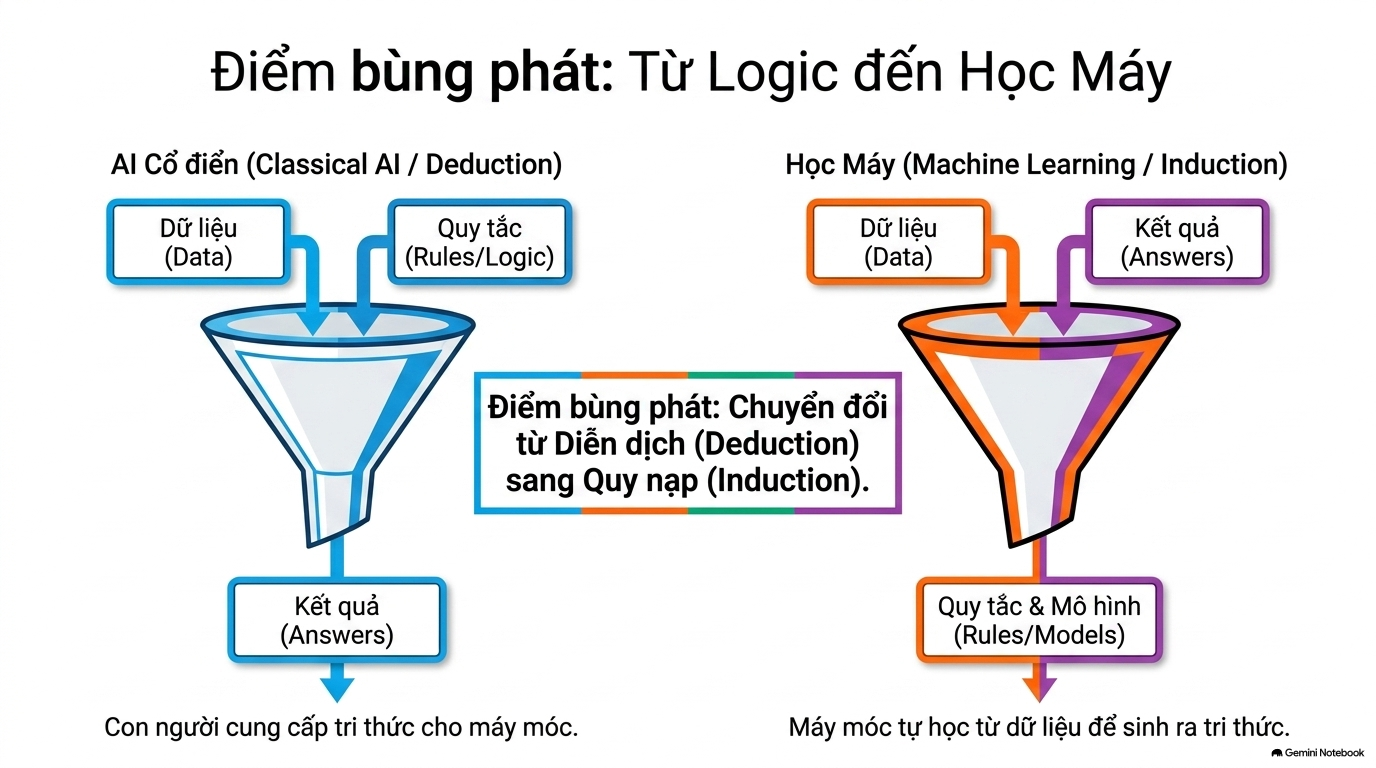 Điểm bùng phát: Từ Logic đến Học Máy
AI Cổ điển (Classical AI / Deduction)
Dữ liệu
(Data)
Quy tắc
(Rules/Logic)
Kết quả
(Answers)
Con người cung cấp tri thức cho máy móc.
Điểm bùng phát: Chuyển đổi
từ Diễn dịch (Deduction)
sang Quy nạp (Induction).
Học Máy (Machine Learning / Induction)
Dữ liệu
(Data)
Kết quả
(Answers)
Quy tắc & Mô hình
(Rules/Models)
Máy móc tự học từ dữ liệu để sinh ra tri thức.
Gemini Notebook